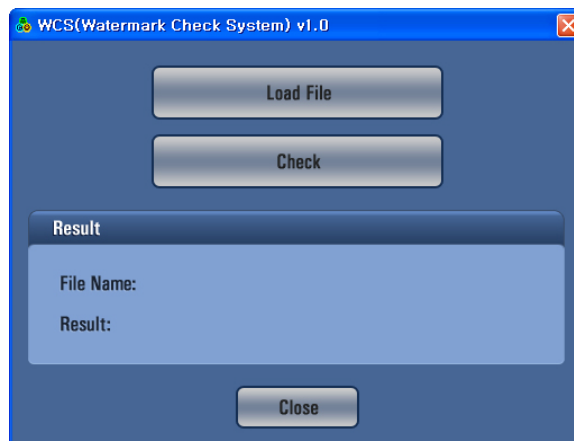 WCS(Watermark Check System) v1.0
Load File
Check
Result
File Name:
Result:
Close